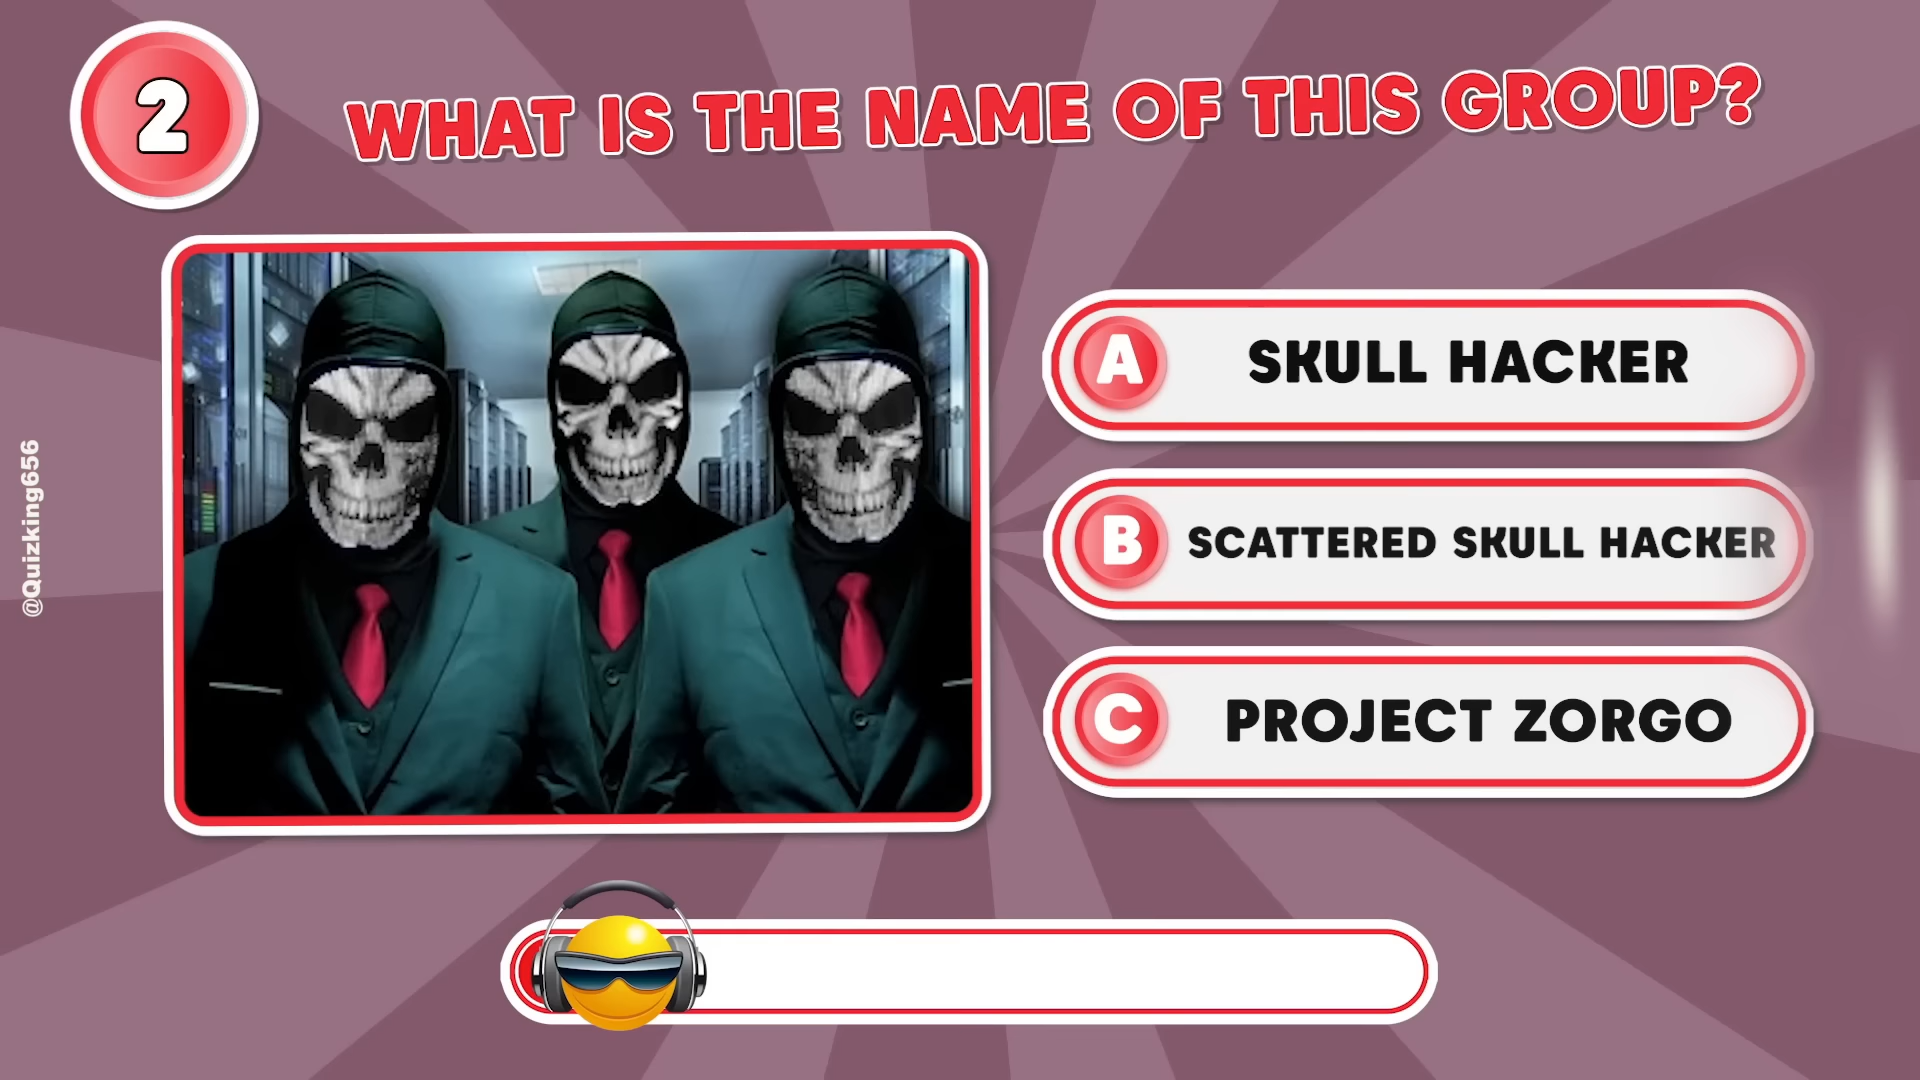 2
WHAT IS THE NAME OF THIS GROUP?
A SKULL HACKER
B SCATTERED SKULL HACKER
C PROJECT ZORGO
@Quizking656